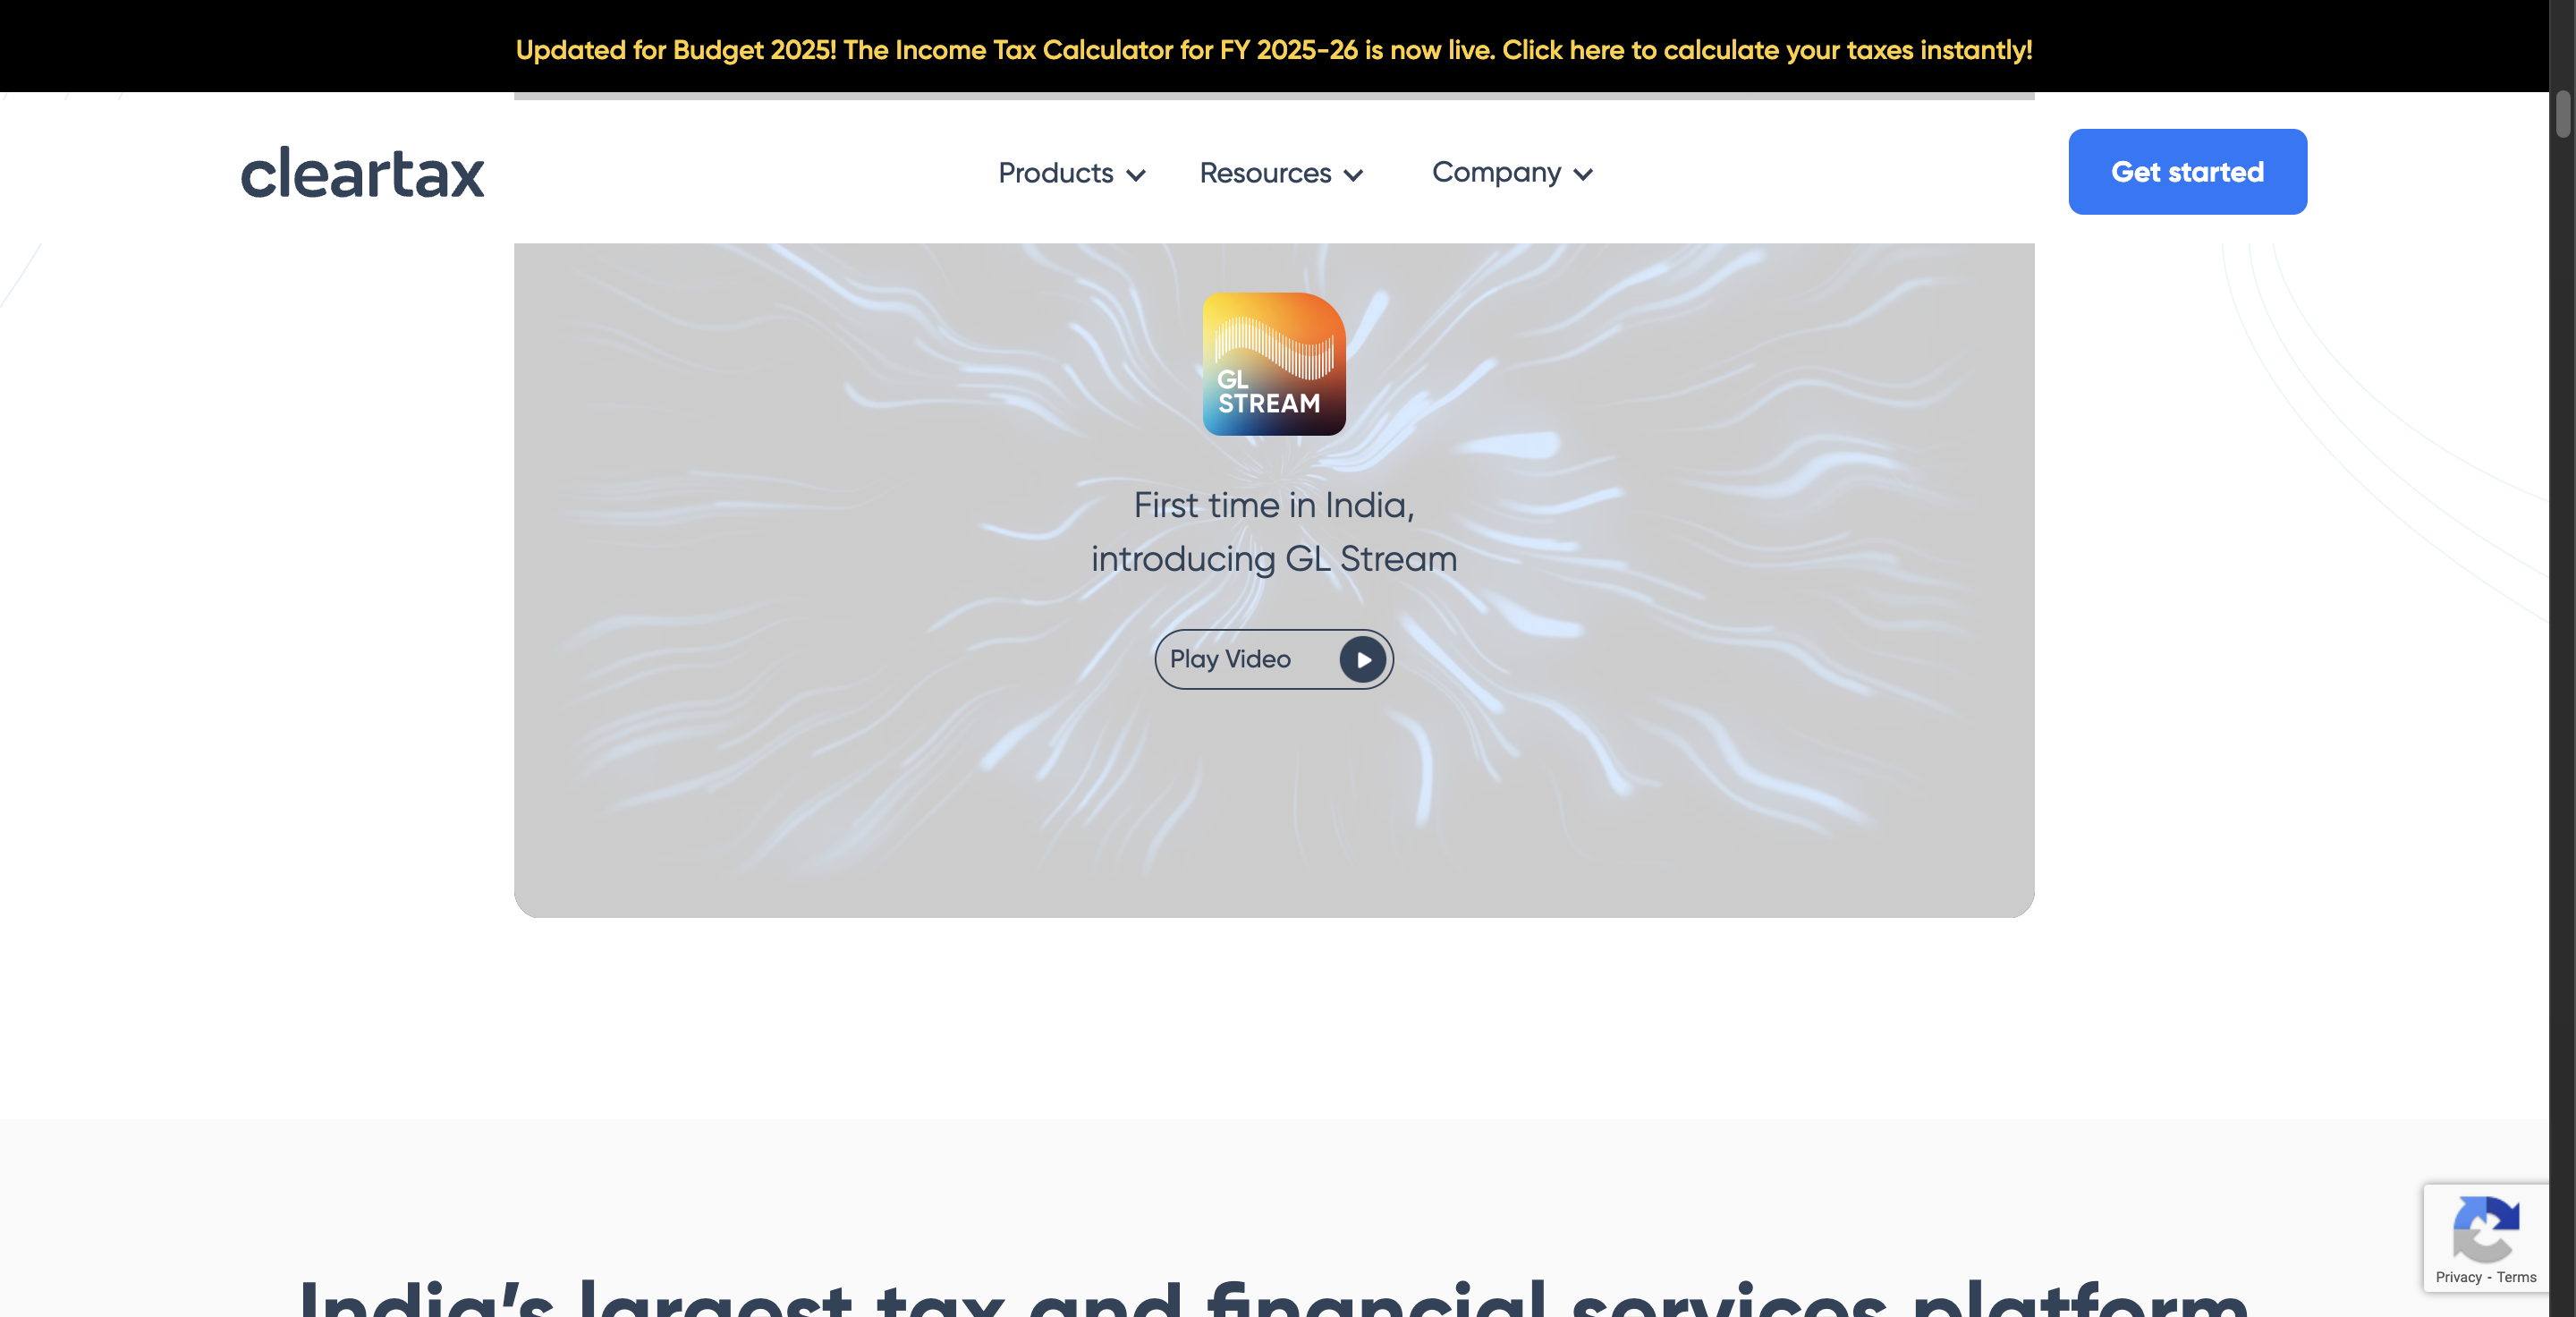 Updated for Budget 2025! The Income Tax Calculator for FY 2025-26 is now live. Click here to calculate your taxes instantly!
cleartax
Products
Resources
Company
Get started
GL
STREAM
First time in India,
introducing GL Stream
Play Video
India’s largest tax and financial services platform
Privacy - Terms